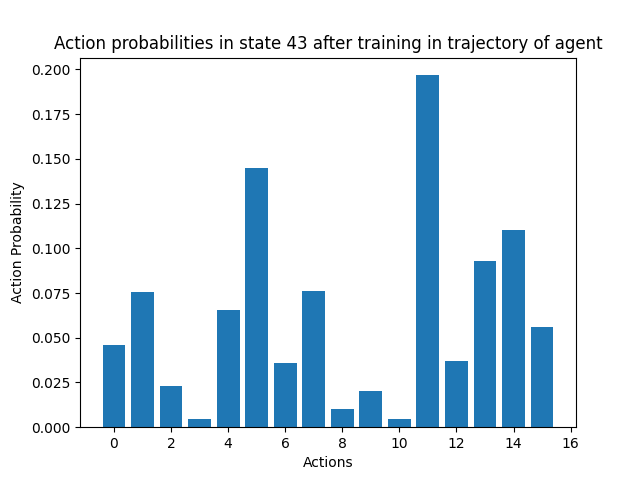 Action probabilities in state 43 after training in trajectory of agent
0.200
0.175
0.150
0.125
0.100
0.075
0.050
0.025
0.000
Action Probability
0 2 4 6 8 10 12 14 16
Actions